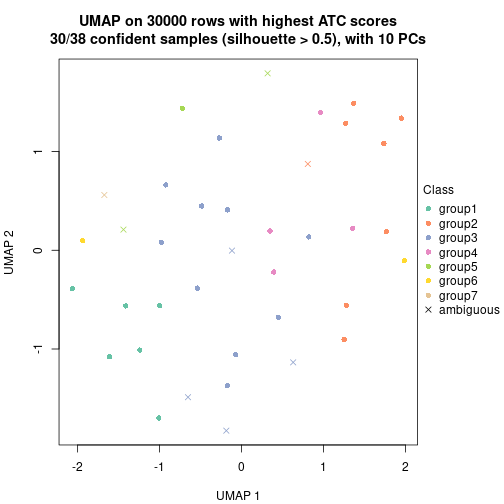 UMAP on 30000 rows with highest ATC scores
30/38 confident samples (silhouette > 0.5), with 10 PCs
Class
group1
group2
group3
group4
group5
group6
group7
ambiguous
UMAP 2
1
0
-1
-2 -1 0 1 2
UMAP 1